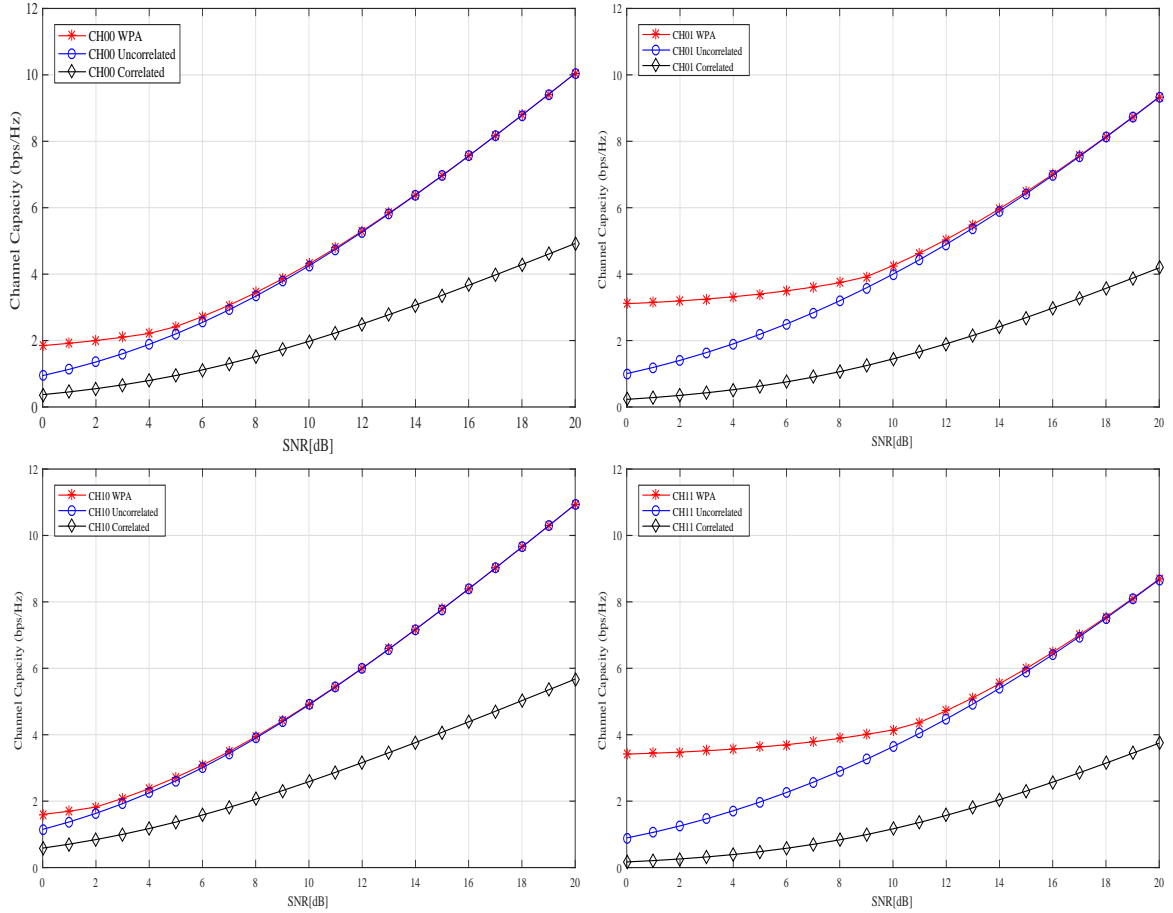 CH00 WPA
CH00 Uncorrelated
CH00 Correlated
Channel Capacity (bps/Hz)
12
10
8
6
4
2
0
0 2 4 6 8 10 12 14 16 18 20
SNR[dB]
CH01 WPA
CH01 Uncorrelated
CH01 Correlated
Channel Capacity (bps/Hz)
12
10
8
6
4
2
0
0 2 4 6 8 10 12 14 16 18 20
SNR[dB]
CH10 WPA
CH10 Uncorrelated
CH10 Correlated
Channel Capacity (bps/Hz)
12
10
8
6
4
2
0
0 2 4 6 8 10 12 14 16 18 20
SNR[dB]
CH11 WPA
CH11 Uncorrelated
CH11 Correlated
Channel Capacity (bps/Hz)
12
10
8
6
4
2
0
0 2 4 6 8 10 12 14 16 18 20
SNR[dB]